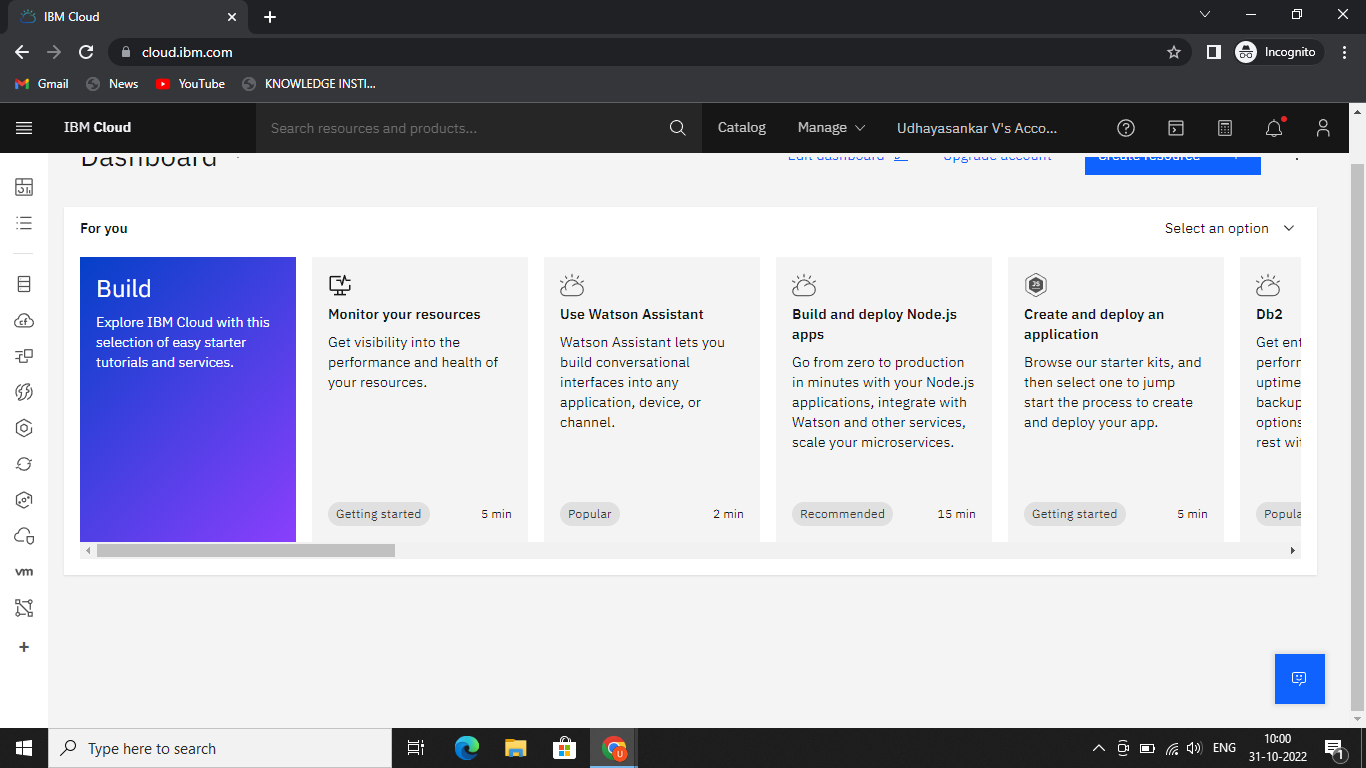 IBM Cloud
cloud.ibm.com
Incognito
Gmail
News
YouTube
KNOWLEDGE INSTI...
IBM Cloud
Search resources and products...
Catalog
Manage
Udhayasankar V's Acco...
Dashboard
Edit dashboard
Upgrade account
Create resource
For you
Select an option
Build
Explore IBM Cloud with this
selection of easy starter
tutorials and services.
Monitor your resources
Get visibility into the
performance and health of
your resources.
Getting started
5 min
Use Watson Assistant
Watson Assistant lets you
build conversational
interfaces into any
application, device, or
channel.
Popular
2 min
Build and deploy Node.js
apps
Go from zero to production
in minutes with your Node.js
applications, integrate with
Watson and other services,
scale your microservices.
Recommended
15 min
JS
Create and deploy an
application
Browse our starter kits, and
then select one to jump
start the process to create
and deploy your app.
Getting started
5 min
Db2
Get ent
perforn
uptime
backup
options
rest wit
Popula
cf
vm
Type here to search
U
ENG
10:00
31-10-2022
1